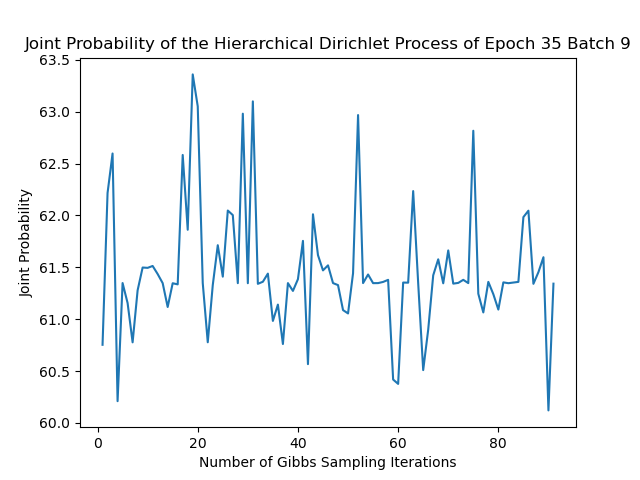 Joint Probability of the Hierarchical Dirichlet Process of Epoch 35 Batch 9
63.5
63.0
62.5
62.0
61.5
61.0
60.5
60.0
Joint Probability
0 20 40 60 80
Number of Gibbs Sampling Iterations